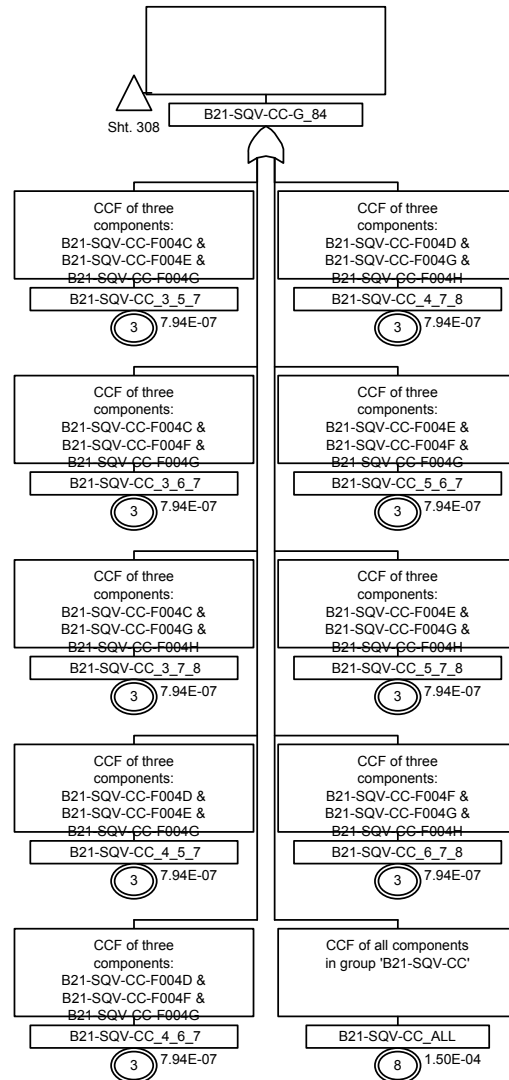 B21-SQV-CC-G_84
Sht. 308
CCF of three
components:
B21-SQV-CC-F004C &
B21-SQV-CC-F004E &
B21-SQV-CC-F004G
B21-SQV-CC_3_5_7
3
7.94E-07
CCF of three
components:
B21-SQV-CC-F004D &
B21-SQV-CC-F004G &
B21-SQV-CC-F004H
B21-SQV-CC_4_7_8
3
7.94E-07
CCF of three
components:
B21-SQV-CC-F004C &
B21-SQV-CC-F004F &
B21-SQV-CC-F004G
B21-SQV-CC_3_6_7
3
7.94E-07
CCF of three
components:
B21-SQV-CC-F004E &
B21-SQV-CC-F004F &
B21-SQV-CC-F004G
B21-SQV-CC_5_6_7
3
7.94E-07
CCF of three
components:
B21-SQV-CC-F004C &
B21-SQV-CC-F004G &
B21-SQV-CC-F004H
B21-SQV-CC_3_7_8
3
7.94E-07
CCF of three
components:
B21-SQV-CC-F004E &
B21-SQV-CC-F004G &
B21-SQV-CC-F004H
B21-SQV-CC_5_7_8
3
7.94E-07
CCF of three
components:
B21-SQV-CC-F004D &
B21-SQV-CC-F004E &
B21-SQV-CC-F004G
B21-SQV-CC_4_5_7
3
7.94E-07
CCF of three
components:
B21-SQV-CC-F004F &
B21-SQV-CC-F004G &
B21-SQV-CC-F004H
B21-SQV-CC_6_7_8
3
7.94E-07
CCF of three
components:
B21-SQV-CC-F004D &
B21-SQV-CC-F004F &
B21-SQV-CC-F004G
B21-SQV-CC_4_6_7
3
7.94E-07
CCF of all components
in group 'B21-SQV-CC'
B21-SQV-CC_ALL
8
1.50E-04